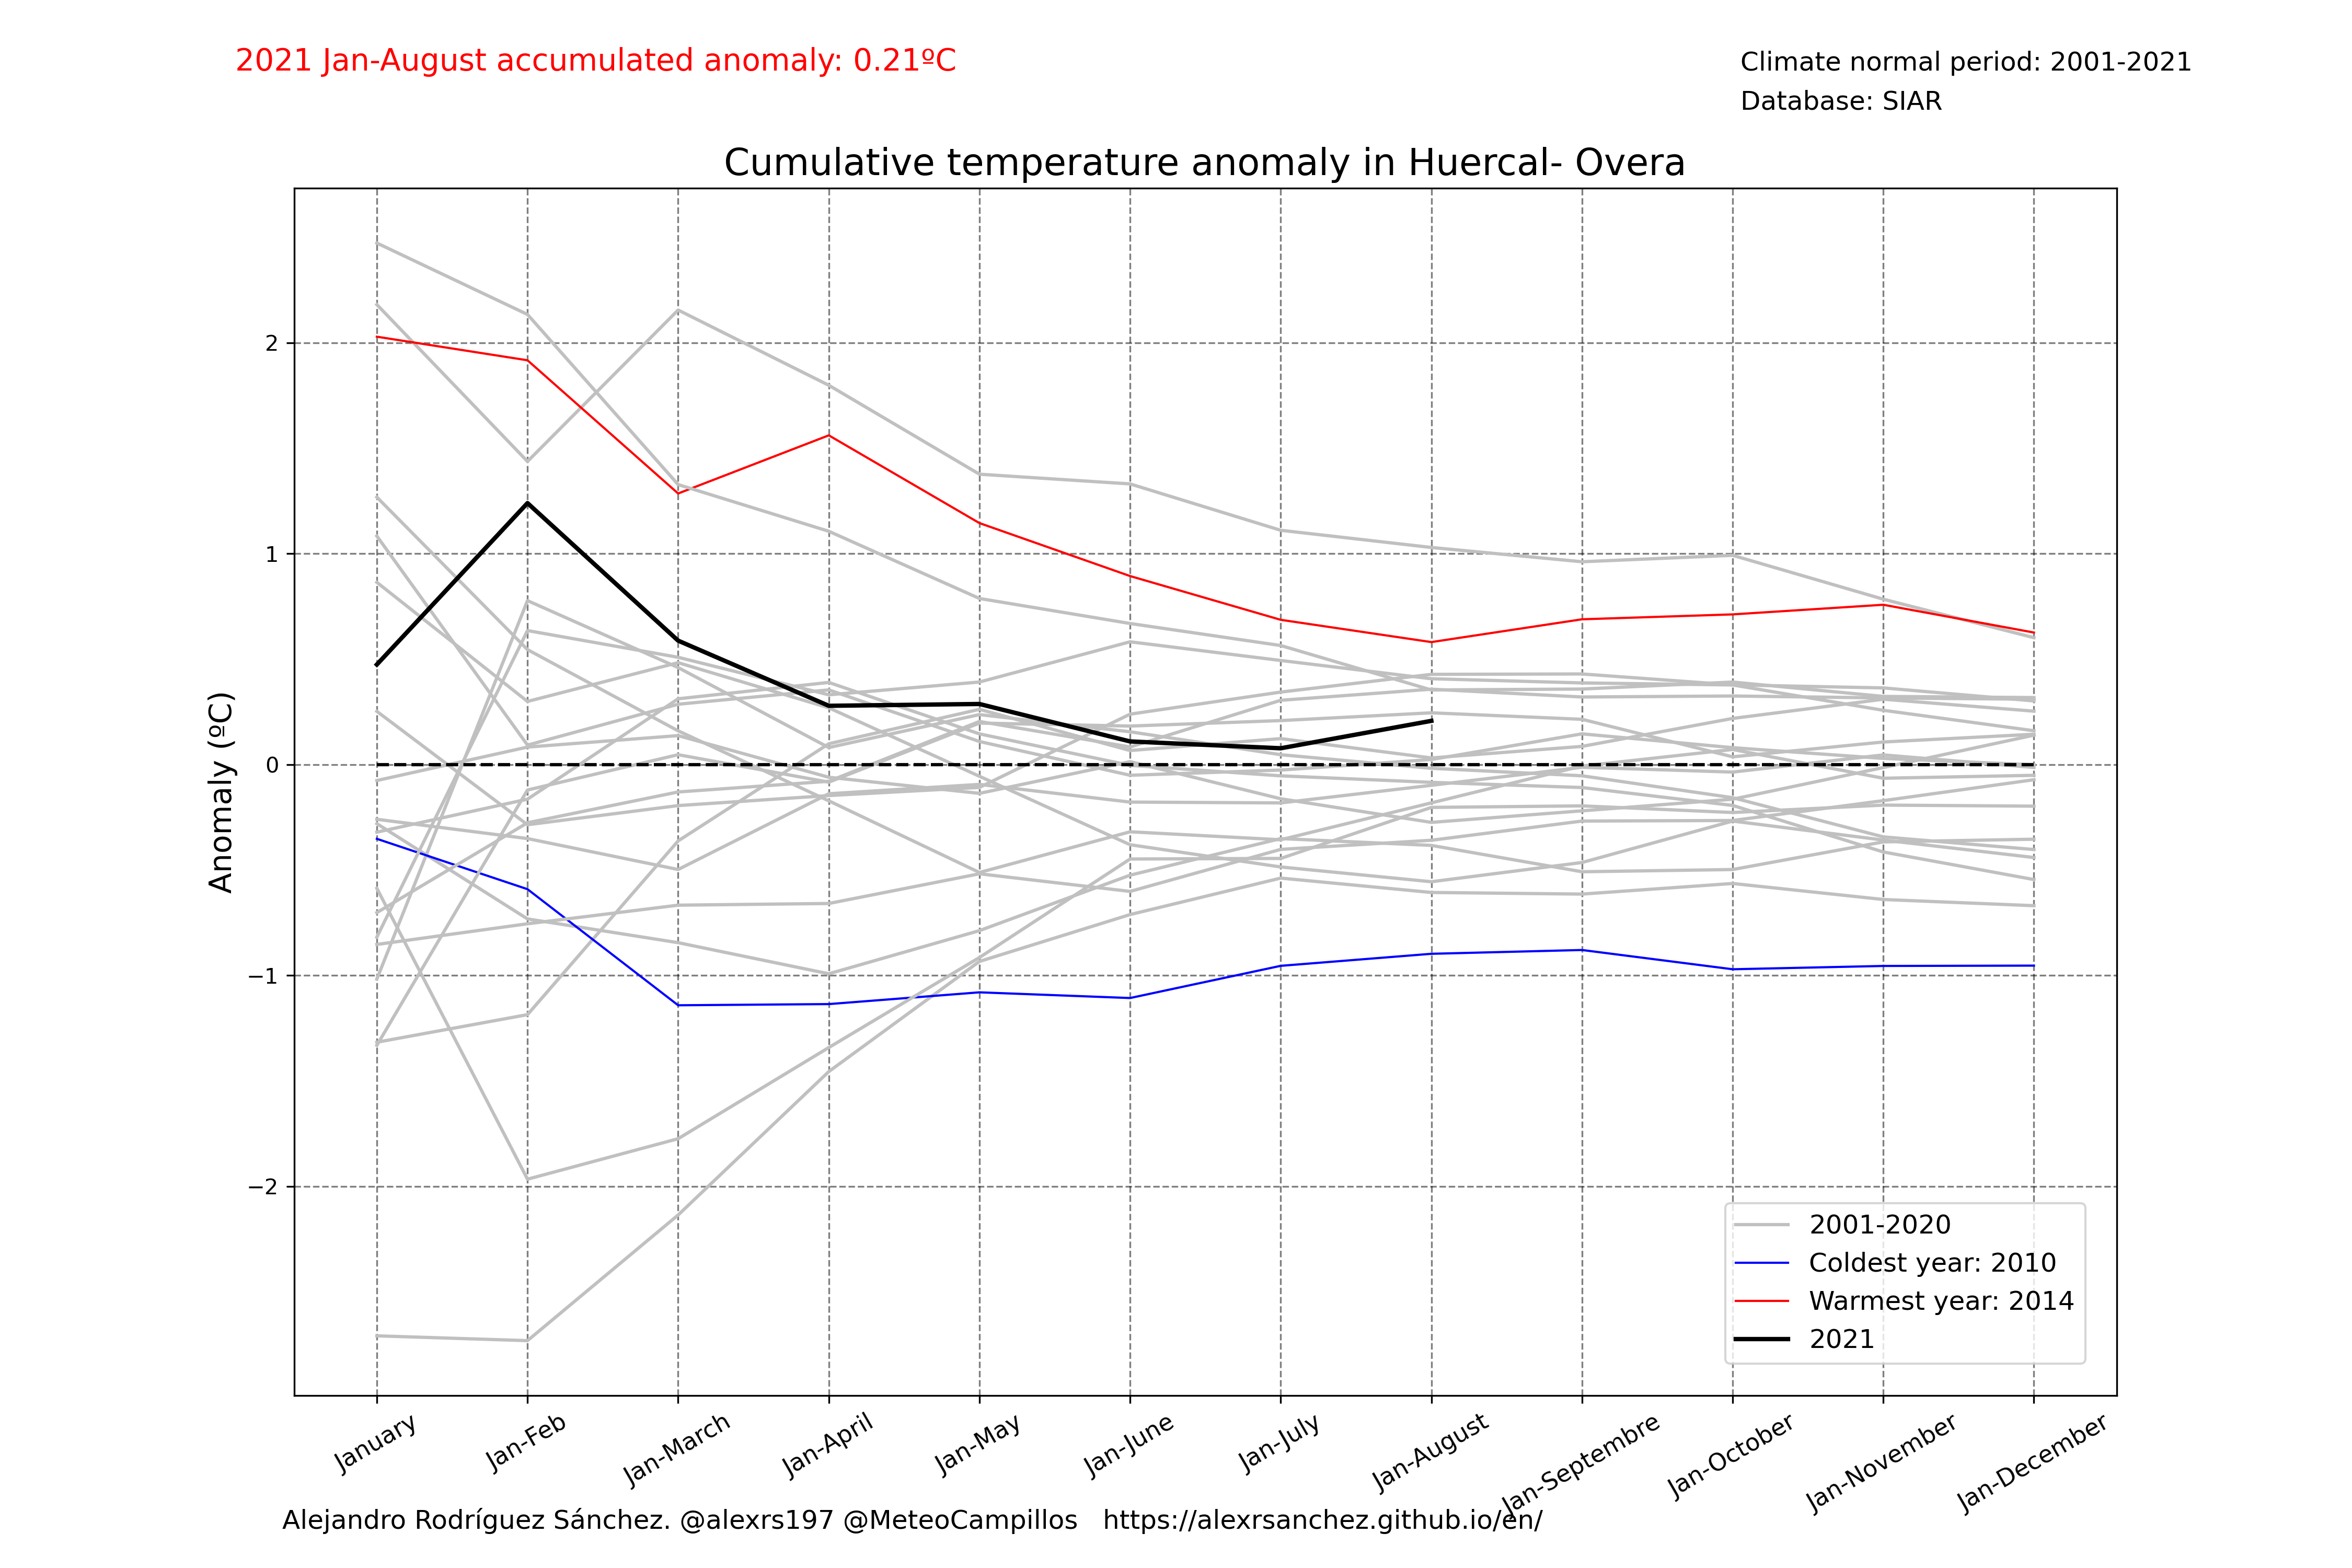 2021 Jan-August accumulated anomaly: 0.21ºC
Climate normal period: 2001-2021
Database: SIAR
Cumulative temperature anomaly in Huercal- Overa
Anomaly (ºC)
2
1
0
−1
−2
2001-2020
Coldest year: 2010
Warmest year: 2014
2021
January
Jan-Feb
Jan-March
Jan-April
Jan-May
Jan-June
Jan-July
Jan-August
Jan-Septembre
Jan-October
Jan-November
Jan-December
Alejandro Rodríguez Sánchez. @alexrs197 @MeteoCampillos   https://alexrsanchez.github.io/en/